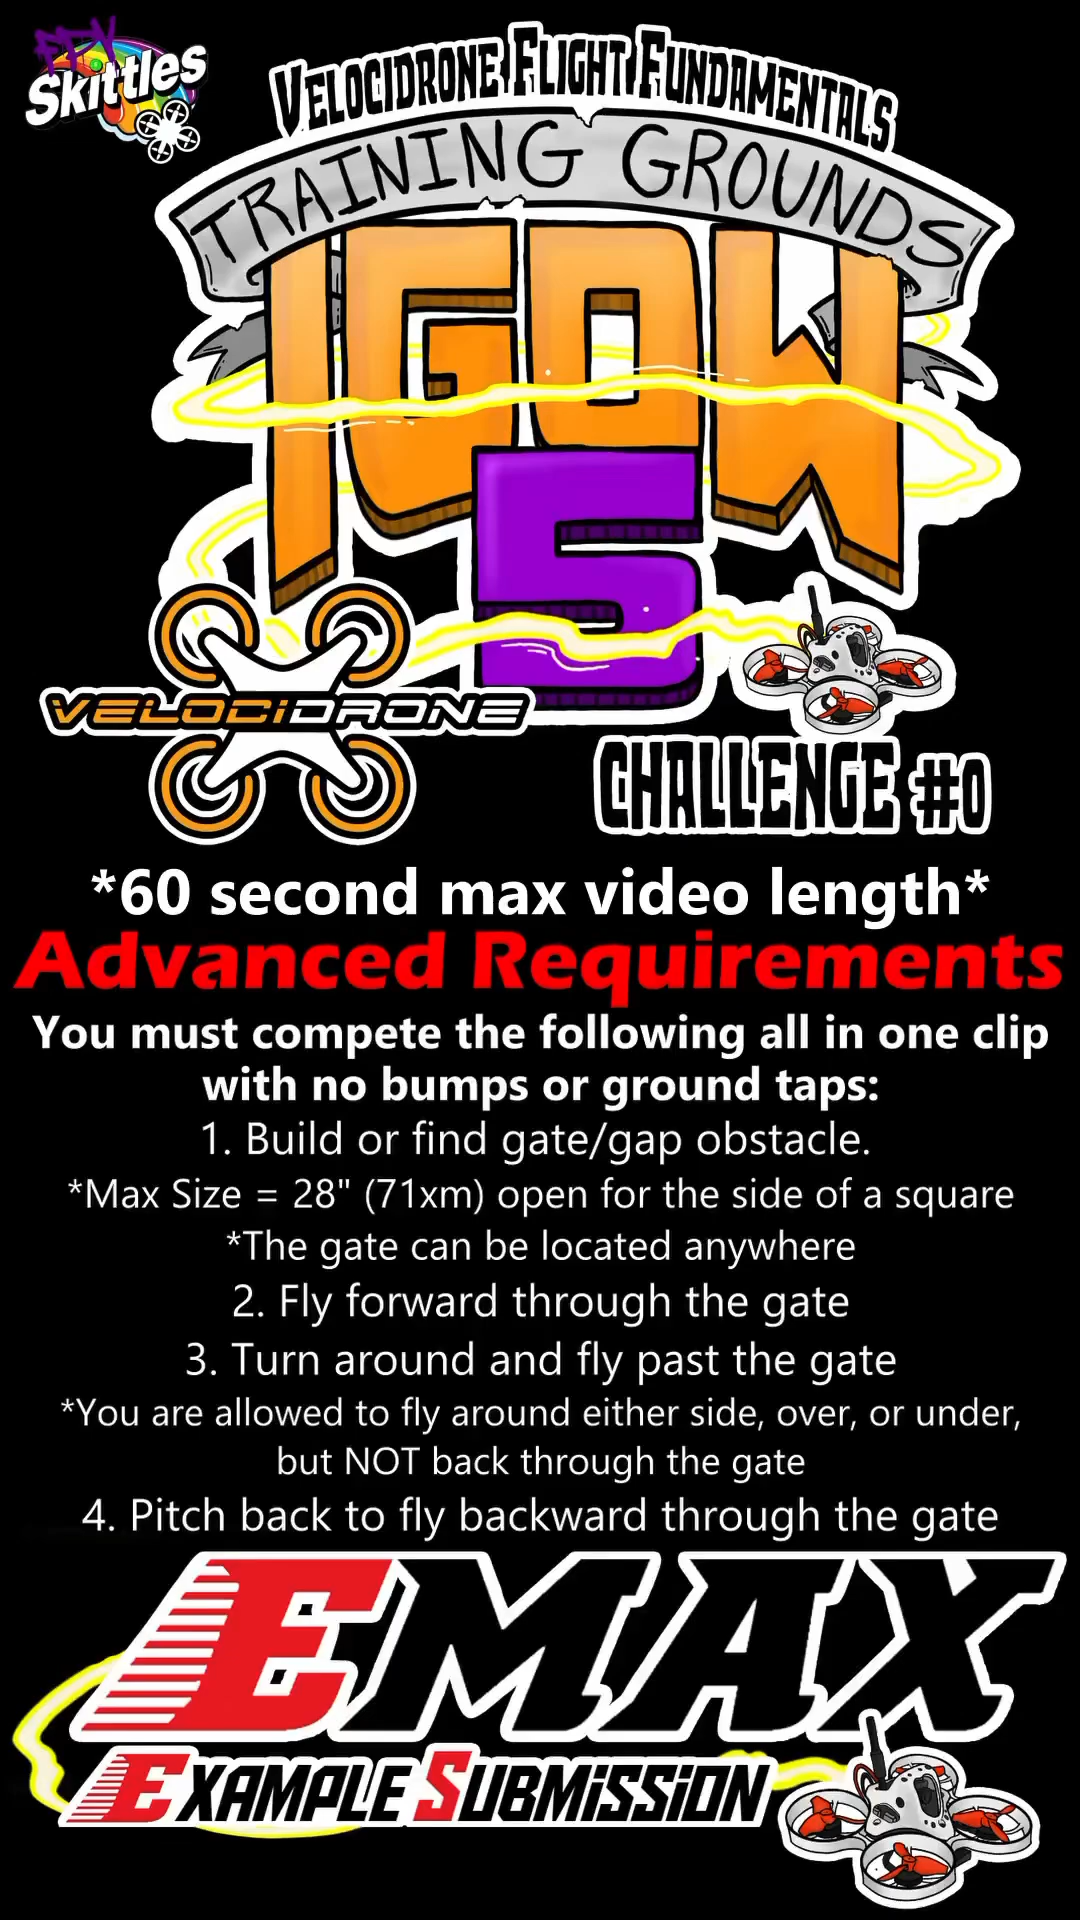 FPV
Skittles
VELOCIDRONE FLIGHT FUNDAMENTALS
TRAINING GROUNDS
IGOW
5
VELOCIDRONE
CHALLENGE #0
*60 second max video length*
Advanced Requirements
You must compete the following all in one clip
with no bumps or ground taps:
1. Build or find gate/gap obstacle.
*Max Size = 28" (71xm) open for the side of a square
*The gate can be located anywhere
2. Fly forward through the gate
3. Turn around and fly past the gate
*You are allowed to fly around either side, over, or under,
but NOT back through the gate
4. Pitch back to fly backward through the gate
EMAX
EXAMPLE SUBMISSION